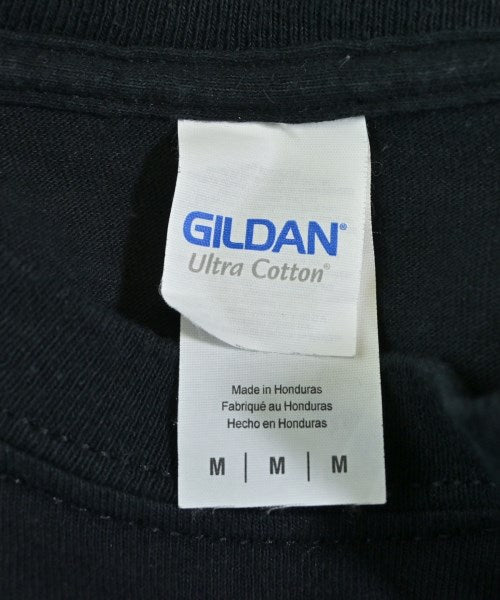 GILDAN®
Ultra Cotton®
Made in Honduras
Fabriqué au Honduras
Hecho en Honduras
M | M | M